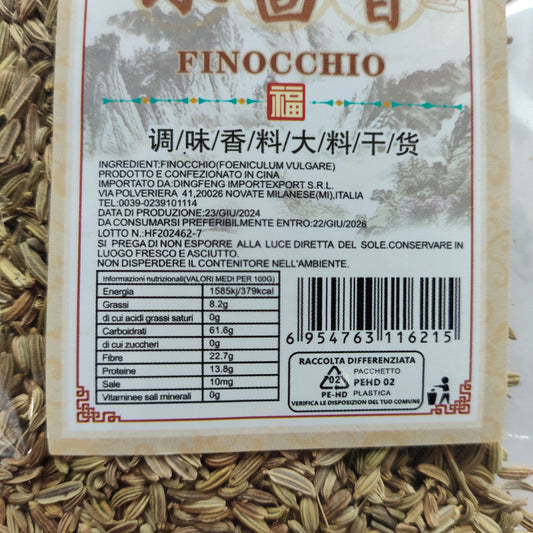 小茴香
FINOCCHIO
福
调/味/香/料/大/料/干/货
INGREDIENT:FINOCCHIO(FOENICULUM VULGARE)
PRODOTTO E CONFEZIONATO IN CINA
IMPORTATO DA:DINGFENG IMPORTEXPORT S.R.L.
VIA POLVERIERA 41,20026 NOVATE MILANESE(MI),ITALIA
TEL:0039-0239101114
DATA DI PRODUZIONE:23/GIU/2024
DA CONSUMARSI PREFERIBILMENTE ENTRO:22/GIU/2026
LOTTO N.:HF202462-7
SI PREGA DI NON ESPORRE ALLA LUCE DIRETTA DEL SOLE.CONSERVARE IN
LUOGO FRESCO E ASCIUTTO.
NON DISPERDERE IL CONTENITORE NELL'AMBIENTE.
Informazioni nutrizionali(VALORI MEDI PER 100G)
Energia 1585kj/379kcal
Grassi 8.2g
di cui acidi grassi saturi 0g
Carboidrati 61.6g
di cui zuccheri 0g
Fibre 22.7g
Proteine 13.8g
Sale 10mg
Vitaminee sali minerali 0g
6 954763 116215
RACCOLTA DIFFERENZIATA
02
PE-HD
PACCHETTO
PEHD 02
PLASTICA
VERIFICA LE DISPOSIZION DEL TUO COMUNE